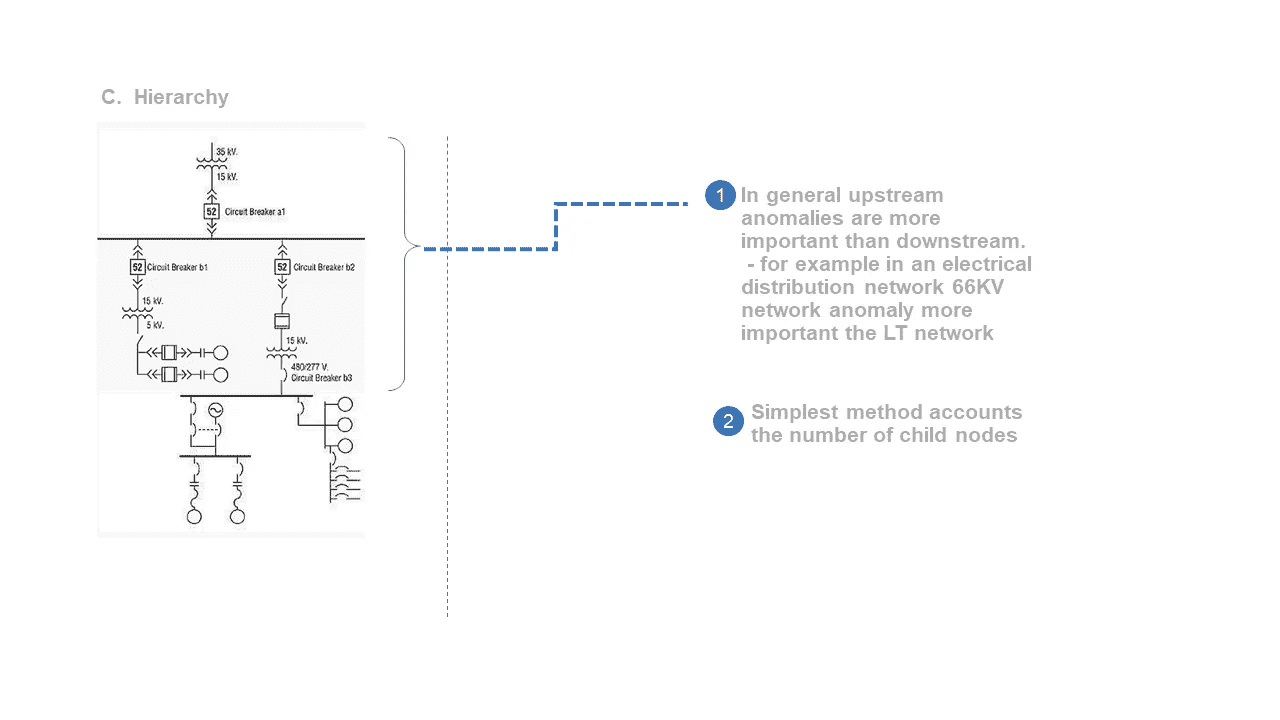 C. Hierarchy
35 kV.
15 kV.
52 Circuit Breaker a1
52 Circuit Breaker b1
52 Circuit Breaker b2
15 kV.
5 kV.
15 kV.
480/277 V.
Circuit Breaker b3
1 In general upstream
anomalies are more
important than downstream.
- for example in an electrical
distribution network 66KV
network anomaly more
important the LT network
2 Simplest method accounts
the number of child nodes